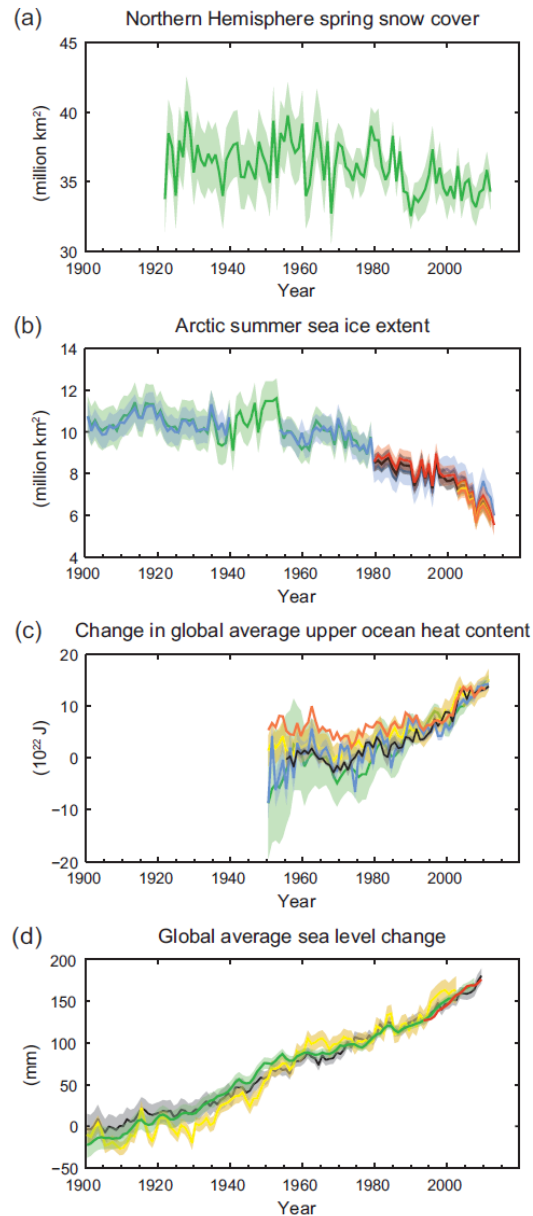 (a) Northern Hemisphere spring snow cover
45
40
35
30
(million km²)
1900 1920 1940 1960 1980 2000
Year
(b) Arctic summer sea ice extent
14
12
10
8
6
4
(million km²)
1900 1920 1940 1960 1980 2000
Year
(c) Change in global average upper ocean heat content
20
10
0
−10
−20
(10²² J)
1900 1920 1940 1960 1980 2000
Year
(d) Global average sea level change
200
150
100
50
0
−50
(mm)
1900 1920 1940 1960 1980 2000
Year